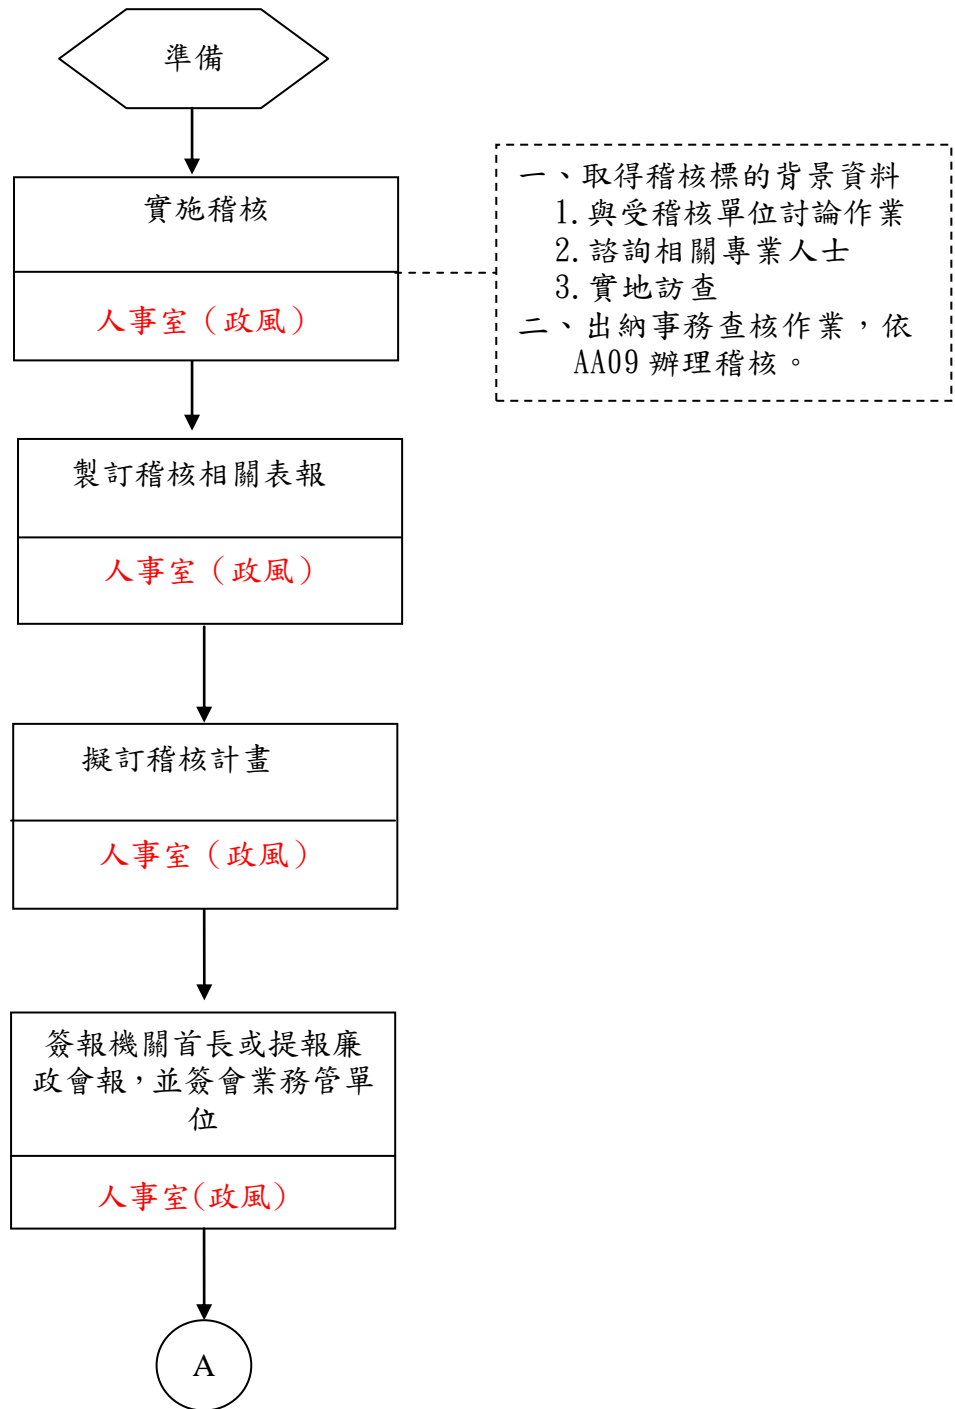 準備
實施稽核
人事室（政風）
一、取得稽核標的背景資料
1.與受稽核單位討論作業
2.諮詢相關專業人士
3.實地訪查
二、出納事務查核作業，依
AA09 辦理稽核。
製訂稽核相關表報
人事室（政風）
擬訂稽核計畫
人事室（政風）
簽報機關首長或提報廉
政會報，並簽會業務管單
位
人事室(政風)
A